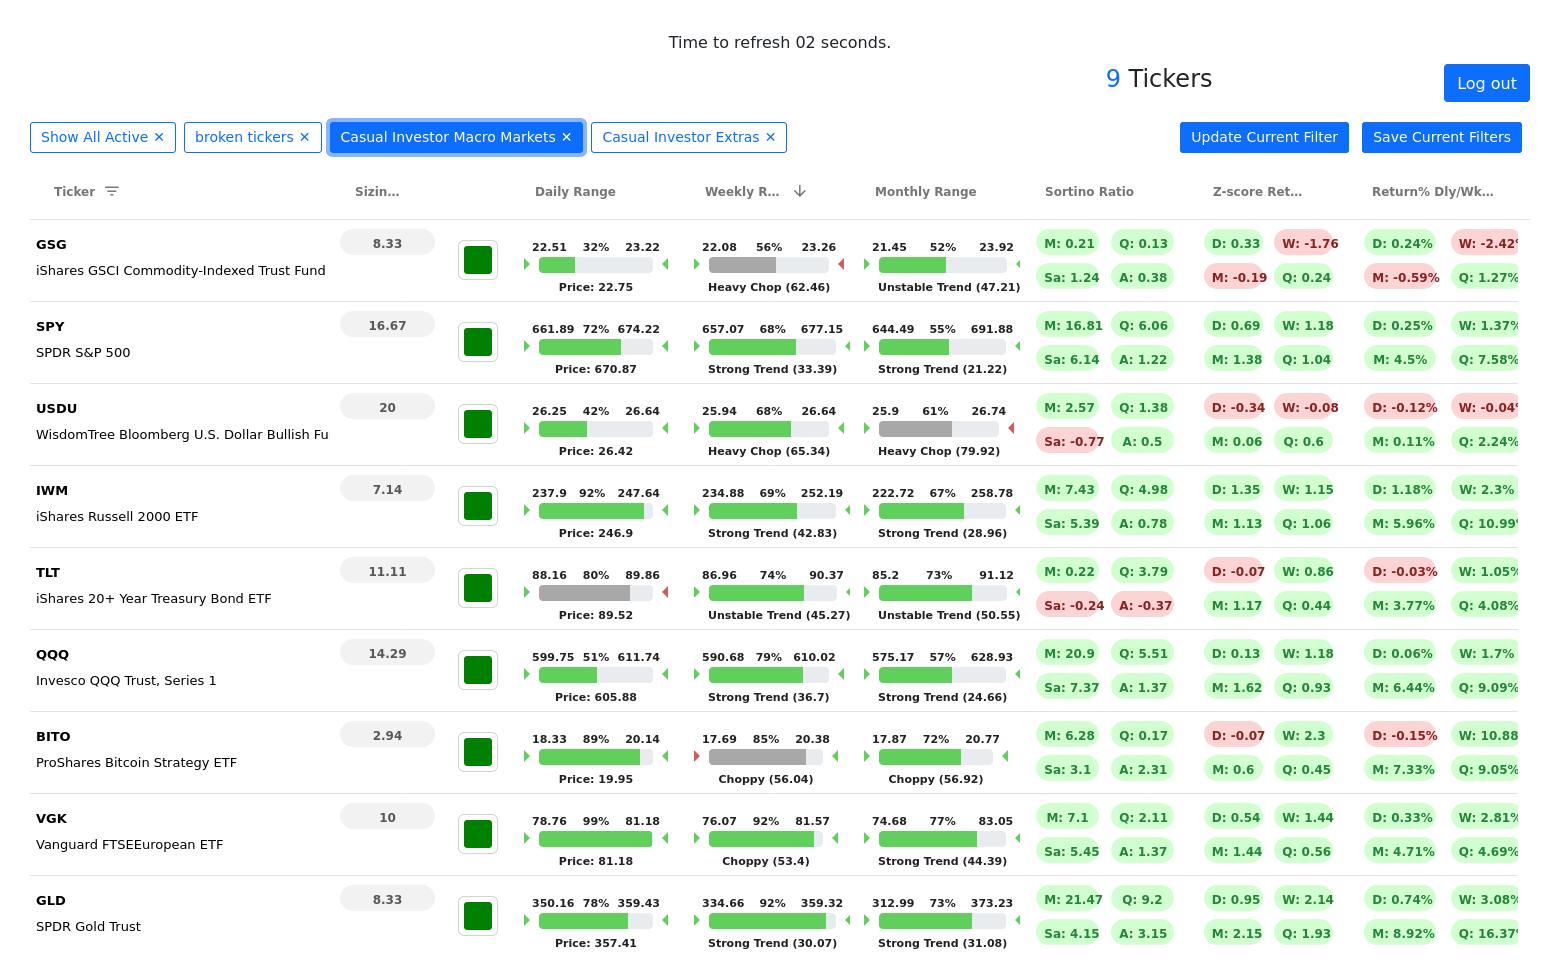 Time to refresh 02 seconds.
9 Tickers
Log out
Show All Active ✕ broken tickers ✕ Casual Investor Macro Markets ✕ Casual Investor Extras ✕ Update Current Filter Save Current Filters
Ticker Sizin… Daily Range Weekly R… Monthly Range Sortino Ratio Z-score Ret… Return% Dly/Wk…
GSG 8.33 22.51 32% 23.22 22.08 56% 23.26 21.45 52% 23.92 M: 0.21 Q: 0.13 D: 0.33 W: -1.76 D: 0.24% W: -2.42%
iShares GSCI Commodity-Indexed Trust Fund Sa: 1.24 A: 0.38 M: -0.19 Q: 0.24 M: -0.59% Q: 1.27%
Price: 22.75 Heavy Chop (62.46) Unstable Trend (47.21)
SPY 16.67 661.89 72% 674.22 657.07 68% 677.15 644.49 55% 691.88 M: 16.81 Q: 6.06 D: 0.69 W: 1.18 D: 0.25% W: 1.37%
SPDR S&P 500 Sa: 6.14 A: 1.22 M: 1.38 Q: 1.04 M: 4.5% Q: 7.58%
Price: 670.87 Strong Trend (33.39) Strong Trend (21.22)
USDU 20 26.25 42% 26.64 25.94 68% 26.64 25.9 61% 26.74 M: 2.57 Q: 1.38 D: -0.34 W: -0.08 D: -0.12% W: -0.04%
WisdomTree Bloomberg U.S. Dollar Bullish Fu Sa: -0.77 A: 0.5 M: 0.06 Q: 0.6 M: 0.11% Q: 2.24%
Price: 26.42 Heavy Chop (65.34) Heavy Chop (79.92)
IWM 7.14 237.9 92% 247.64 234.88 69% 252.19 222.72 67% 258.78 M: 7.43 Q: 4.98 D: 1.35 W: 1.15 D: 1.18% W: 2.3%
iShares Russell 2000 ETF Sa: 5.39 A: 0.78 M: 1.13 Q: 1.06 M: 5.96% Q: 10.99%
Price: 246.9 Strong Trend (42.83) Strong Trend (28.96)
TLT 11.11 88.16 80% 89.86 86.96 74% 90.37 85.2 73% 91.12 M: 0.22 Q: 3.79 D: -0.07 W: 0.86 D: -0.03% W: 1.05%
iShares 20+ Year Treasury Bond ETF Sa: -0.24 A: -0.37 M: 1.17 Q: 0.44 M: 3.77% Q: 4.08%
Price: 89.52 Unstable Trend (45.27) Unstable Trend (50.55)
QQQ 14.29 599.75 51% 611.74 590.68 79% 610.02 575.17 57% 628.93 M: 20.9 Q: 5.51 D: 0.13 W: 1.18 D: 0.06% W: 1.7%
Invesco QQQ Trust, Series 1 Sa: 7.37 A: 1.37 M: 1.62 Q: 0.93 M: 6.44% Q: 9.09%
Price: 605.88 Strong Trend (36.7) Strong Trend (24.66)
BITO 2.94 18.33 89% 20.14 17.69 85% 20.38 17.87 72% 20.77 M: 6.28 Q: 0.17 D: -0.07 W: 2.3 D: -0.15% W: 10.88
ProShares Bitcoin Strategy ETF Sa: 3.1 A: 2.31 M: 0.6 Q: 0.45 M: 7.33% Q: 9.05%
Price: 19.95 Choppy (56.04) Choppy (56.92)
VGK 10 78.76 99% 81.18 76.07 92% 81.57 74.68 77% 83.05 M: 7.1 Q: 2.11 D: 0.54 W: 1.44 D: 0.33% W: 2.81%
Vanguard FTSEEuropean ETF Sa: 5.45 A: 1.37 M: 1.44 Q: 0.56 M: 4.71% Q: 4.69%
Price: 81.18 Choppy (53.4) Strong Trend (44.39)
GLD 8.33 350.16 78% 359.43 334.66 92% 359.32 312.99 73% 373.23 M: 21.47 Q: 9.2 D: 0.95 W: 2.14 D: 0.74% W: 3.08%
SPDR Gold Trust Sa: 4.15 A: 3.15 M: 2.15 Q: 1.93 M: 8.92% Q: 16.37%
Price: 357.41 Strong Trend (30.07) Strong Trend (31.08)